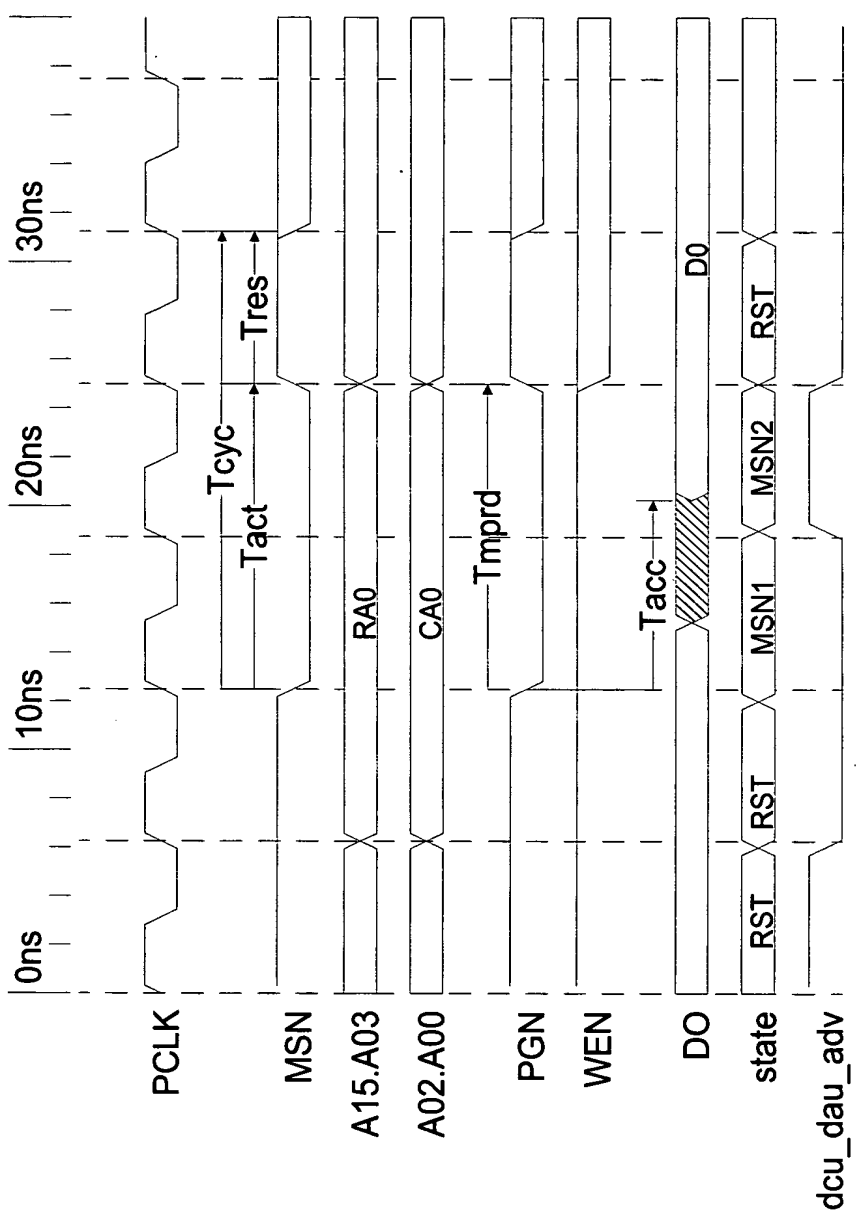 0ns 10ns 20ns 30ns
PCLK
Tcyc
Tact Tres
MSN
A15.A03 RA0
A02.A00 CA0
Tmprd
PGN
WEN
Tacc
DO D0
state RST RST MSN1 MSN2 RST
dcu_dau_adv